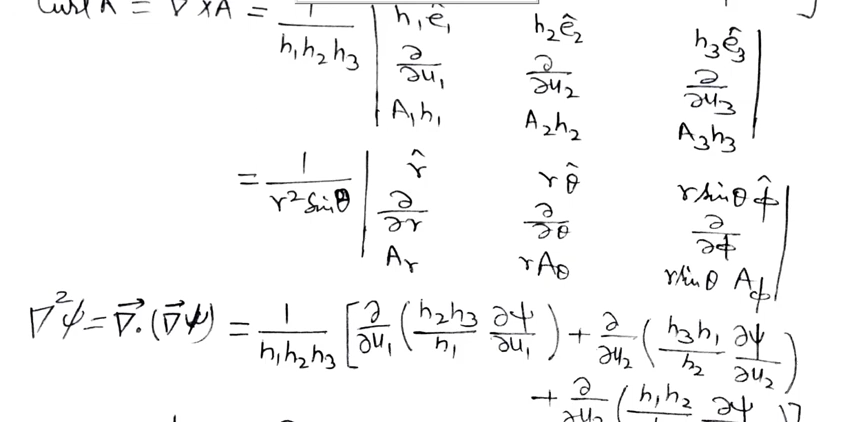 Curl A = ∇ × A = 1/(h₁h₂h₃) | h₁ê₁  h₂ê₂  h₃ê₃ |
| ∂/∂u₁  ∂/∂u₂  ∂/∂u₃ |
| A₁h₁  A₂h₂  A₃h₃ |
= 1/(r² sinθ) | r̂  r θ̂  r sinθ φ̂ |
| ∂/∂r  ∂/∂θ  ∂/∂φ |
| Aᵣ  rA_θ  r sinθ A_φ |
∇²ψ = ∇⃗.(∇⃗ψ) = 1/(h₁h₂h₃) [ ∂/∂u₁ ( h₂h₃/h₁ ∂ψ/∂u₁ ) + ∂/∂u₂ ( h₃h₁/h₂ ∂ψ/∂u₂ )
+ ∂/∂u₃ ( h₁h₂ ∂ψ